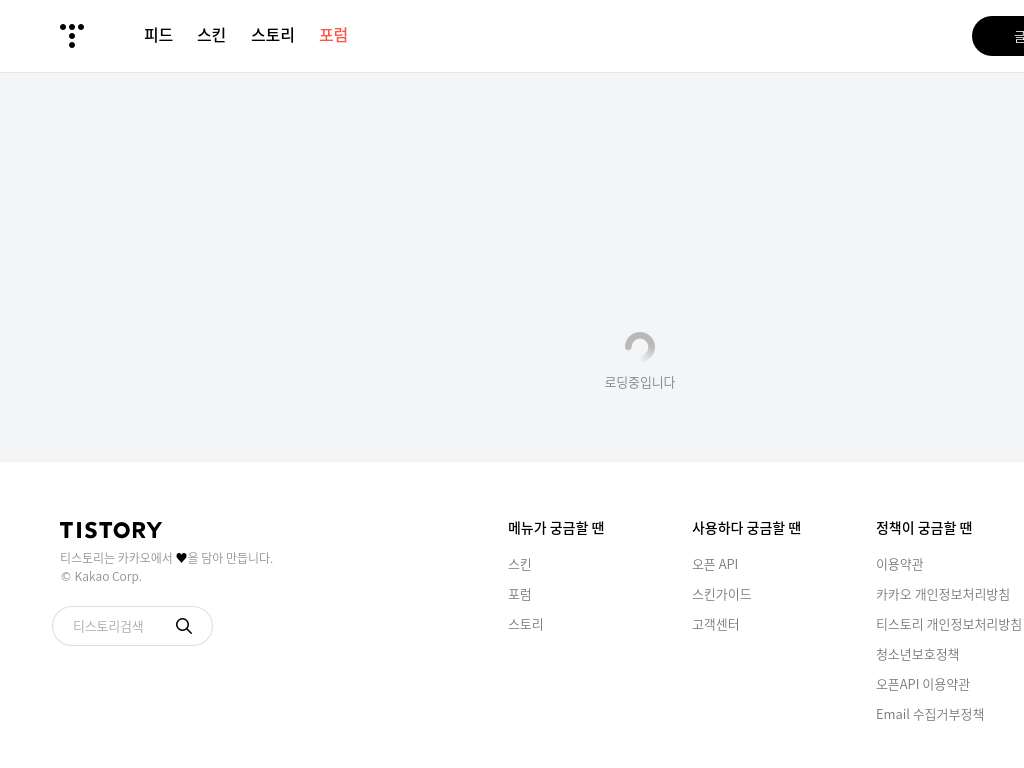 피드 스킨 스토리 포럼 글
로딩중입니다
TISTORY
티스토리는 카카오에서 ♥을 담아 만듭니다.
© Kakao Corp.
티스토리검색
메뉴가 궁금할 땐
스킨
포럼
스토리
사용하다 궁금할 땐
오픈 API
스킨가이드
고객센터
정책이 궁금할 땐
이용약관
카카오 개인정보처리방침
티스토리 개인정보처리방침
청소년보호정책
오픈API 이용약관
Email 수집거부정책